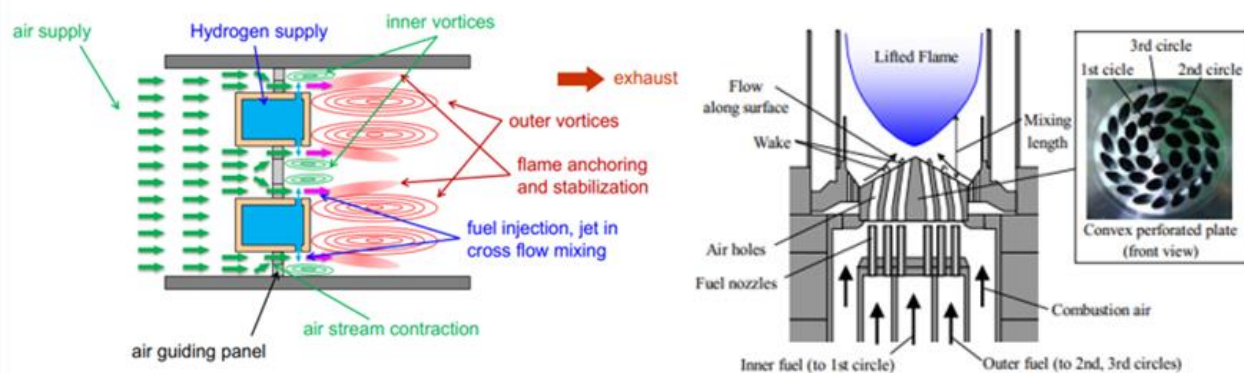 inner vortices
air supply
Hydrogen supply
exhaust
outer vortices
flame anchoring
and stabilization
fuel injection, jet in
cross flow mixing
air stream contraction
air guiding panel
Lifted Flame
Flow
along surface
Wake
Mixing
length
Air holes
Fuel nozzles
Combustion air
Inner fuel (to 1st circle)
Outer fuel (to 2nd, 3rd circles)
3rd circle
1st cicle
2nd circle
Convex perforated plate
(front view)